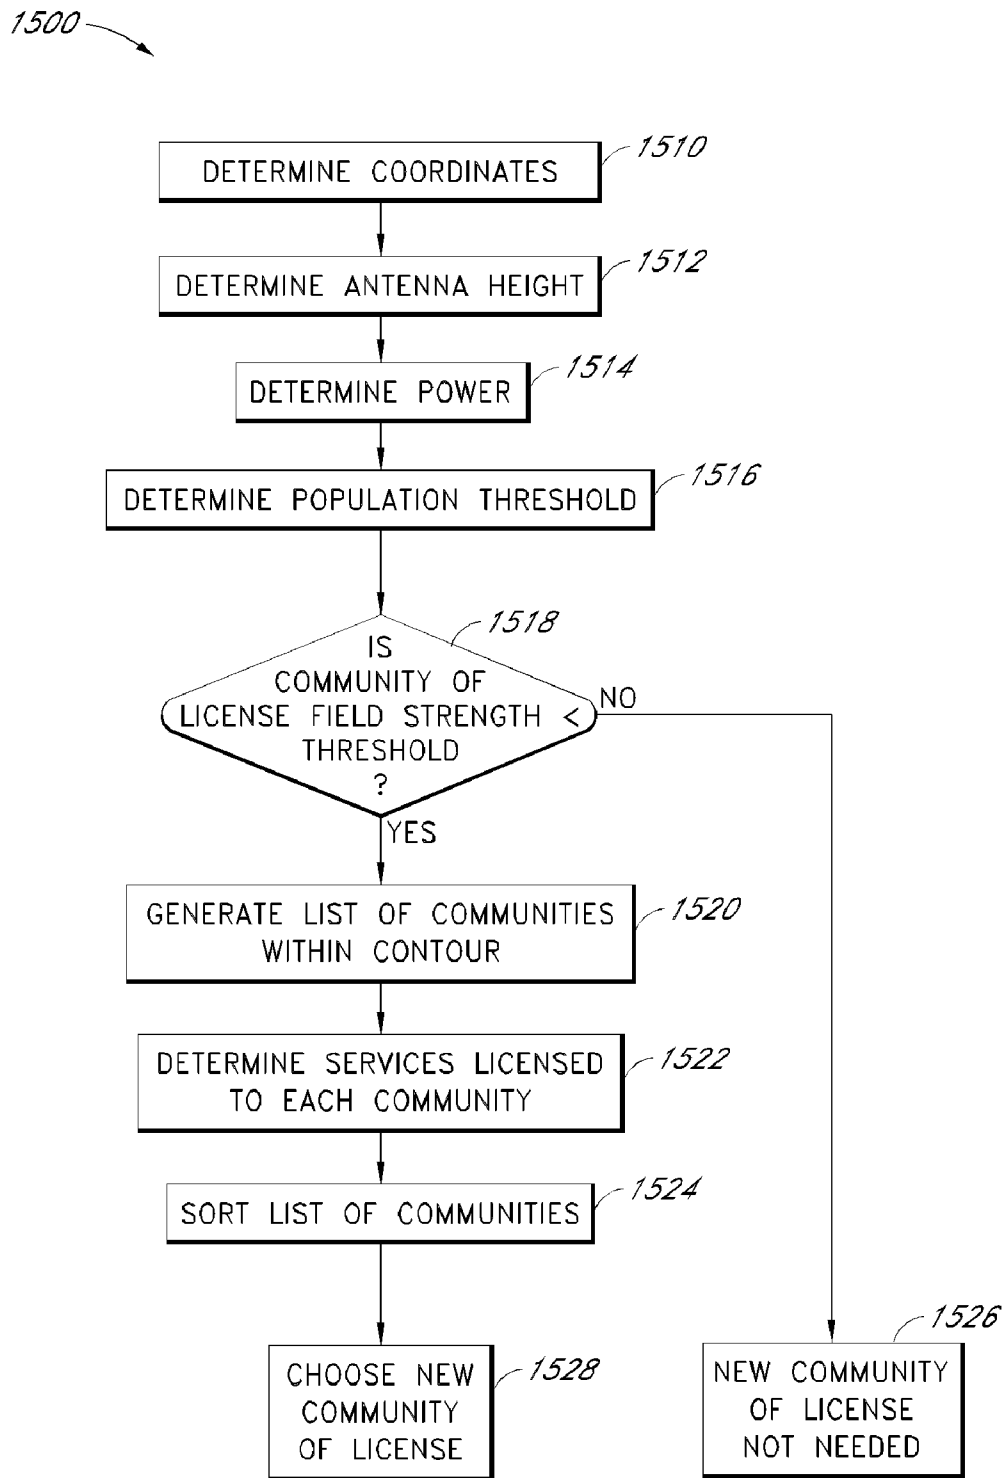 1500
DETERMINE COORDINATES
1510
DETERMINE ANTENNA HEIGHT
1512
DETERMINE POWER
1514
DETERMINE POPULATION THRESHOLD
1516
1518
IS
COMMUNITY OF
LICENSE FIELD STRENGTH <
THRESHOLD
?
NO
YES
GENERATE LIST OF COMMUNITIES
WITHIN CONTOUR
1520
DETERMINE SERVICES LICENSED
TO EACH COMMUNITY
1522
SORT LIST OF COMMUNITIES
1524
CHOOSE NEW
COMMUNITY
OF LICENSE
1528
1526
NEW COMMUNITY
OF LICENSE
NOT NEEDED